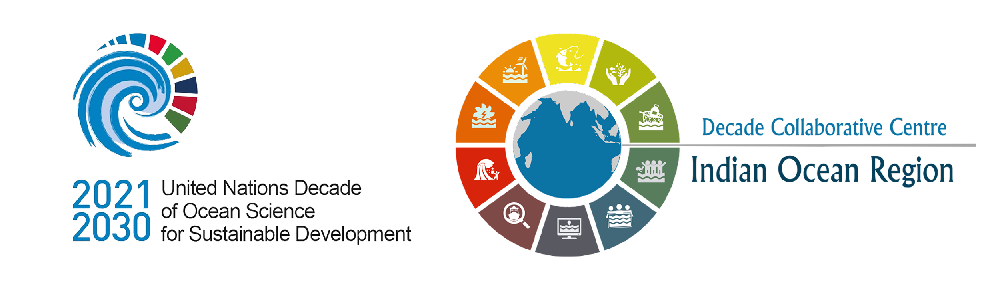 2021
2030
United Nations Decade
of Ocean Science
for Sustainable Development
Decade Collaborative Centre
Indian Ocean Region